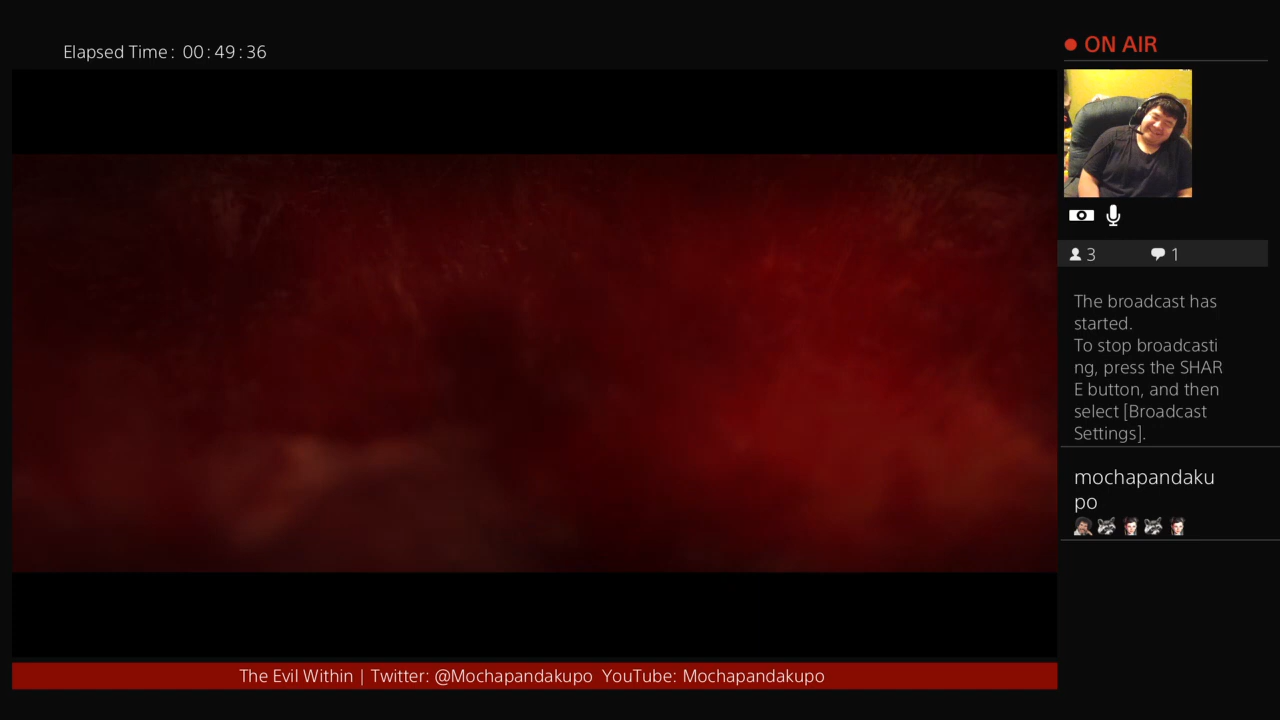 Elapsed Time: 00:49:36
ON AIR
3 1
The broadcast has
started.
To stop broadcasti
ng, press the SHAR
E button, and then
select [Broadcast
Settings].
mochapandaku
po
The Evil Within | Twitter: @Mochapandakupo YouTube: Mochapandakupo